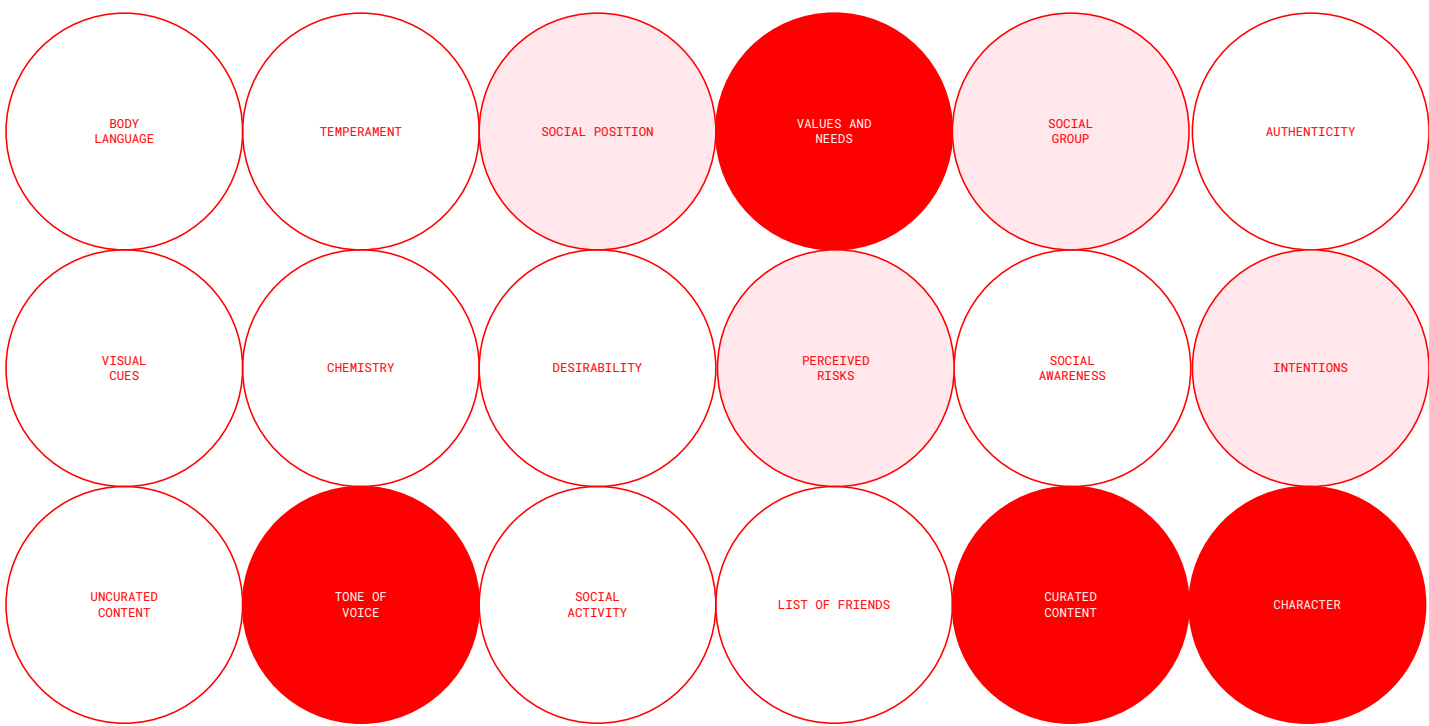 BODY
LANGUAGE
TEMPERAMENT
SOCIAL POSITION
VALUES AND
NEEDS
SOCIAL
GROUP
AUTHENTICITY
VISUAL
CUES
CHEMISTRY
DESIRABILITY
PERCEIVED
RISKS
SOCIAL
AWARENESS
INTENTIONS
UNCURATED
CONTENT
TONE OF
VOICE
SOCIAL
ACTIVITY
LIST OF FRIENDS
CURATED
CONTENT
CHARACTER